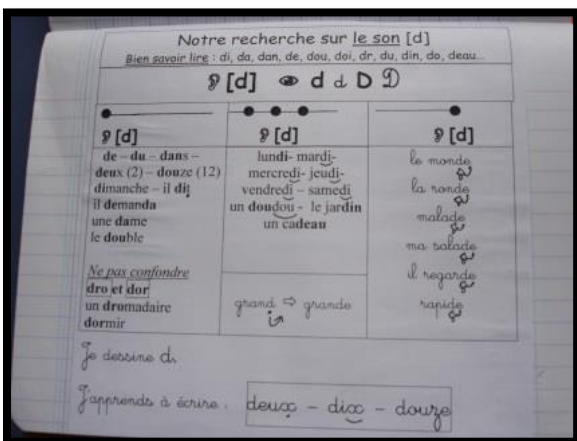 Notre recherche sur le son [d]
Bien savoir lire : di, da, dan, de, dou, doi, dr, du, din, do, deau...
[d] d d D D
[d]
de – du – dans –
deux (2) – douze (12)
dimanche – il dit
il demanda
une dame
le double
Ne pas confondre
dro et dor
un dromadaire
dormir
[d]
lundi- mardi-
mercredi- jeudi-
vendredi – samedi
un doudou - le jardin
un cadeau
grand ⇨ grande
[d]
le monde
la ronde
malade
ma salade
il regarde
rapide
Je dessine d.
J'apprends à écrire : deux – dix – douze